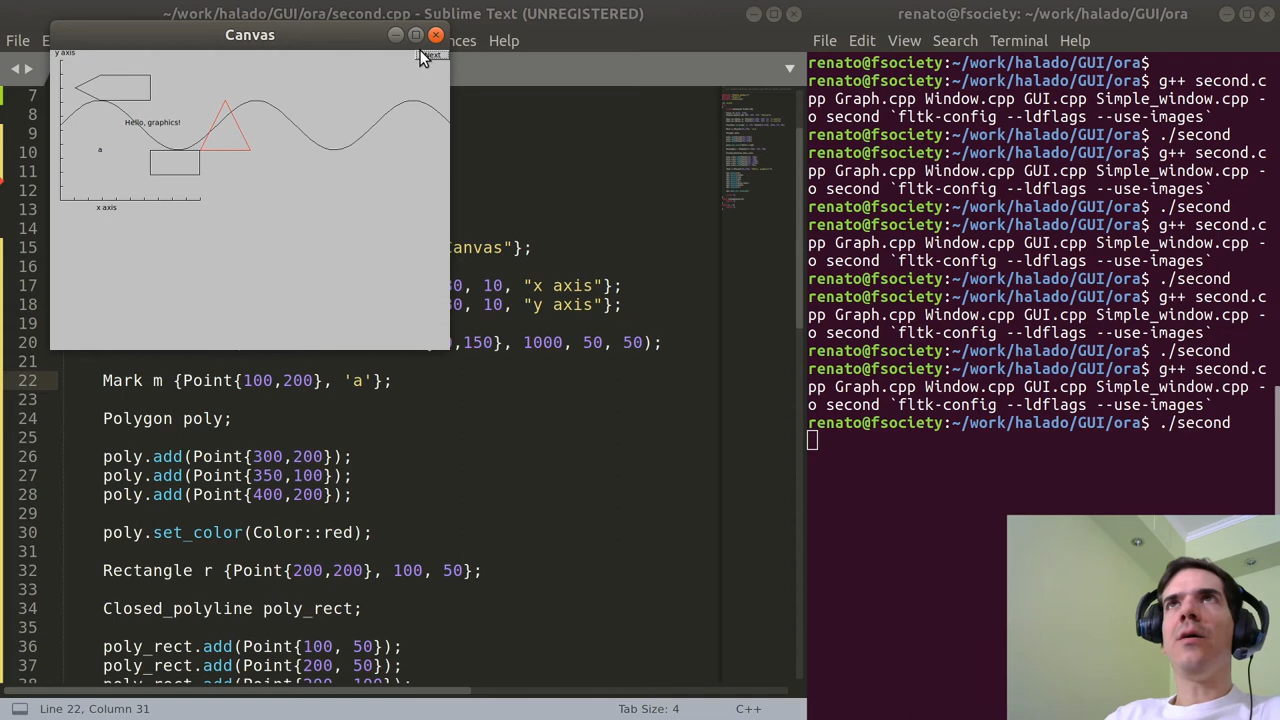 ~/work/halado/GUI/ora/second.cpp - Sublime Text (UNREGISTERED)
renato@fsociety: ~/work/halado/GUI/ora
Canvas
File
Help
File Edit View Search Terminal Help
y axis
Hello, graphics!
a
x axis
7
8
9
10
11
12
13
14
15 Canvas"};
16
17 30, 10, "x axis"};
18 30, 10, "y axis"};
19
20 ,150}, 1000, 50, 50);
21
22 Mark m {Point{100,200}, 'a'};
23
24 Polygon poly;
25
26 poly.add(Point{300,200});
27 poly.add(Point{350,100});
28 poly.add(Point{400,200});
29
30 poly.set_color(Color::red);
31
32 Rectangle r {Point{200,200}, 100, 50};
33
34 Closed_polyline poly_rect;
35
36 poly_rect.add(Point{100, 50});
37 poly_rect.add(Point{200, 50});
Line 22, Column 31
Tab Size: 4
C++
renato@fsociety:~/work/halado/GUI/ora$
renato@fsociety:~/work/halado/GUI/ora$ g++ second.c
pp Graph.cpp Window.cpp GUI.cpp Simple_window.cpp -
o second `fltk-config --ldflags --use-images`
renato@fsociety:~/work/halado/GUI/ora$ ./second
renato@fsociety:~/work/halado/GUI/ora$ g++ second.c
pp Graph.cpp Window.cpp GUI.cpp Simple_window.cpp -
o second `fltk-config --ldflags --use-images`
renato@fsociety:~/work/halado/GUI/ora$ ./second
renato@fsociety:~/work/halado/GUI/ora$ g++ second.c
pp Graph.cpp Window.cpp GUI.cpp Simple_window.cpp -
o second `fltk-config --ldflags --use-images`
renato@fsociety:~/work/halado/GUI/ora$ ./second
renato@fsociety:~/work/halado/GUI/ora$ g++ second.c
pp Graph.cpp Window.cpp GUI.cpp Simple_window.cpp -
o second `fltk-config --ldflags --use-images`
renato@fsociety:~/work/halado/GUI/ora$ ./second
renato@fsociety:~/work/halado/GUI/ora$ g++ second.c
pp Graph.cpp Window.cpp GUI.cpp Simple_window.cpp -
o second `fltk-config --ldflags --use-images`
renato@fsociety:~/work/halado/GUI/ora$ ./second